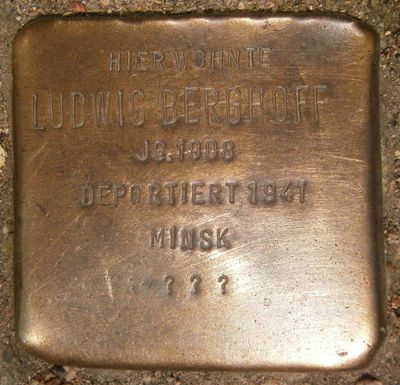 HIER WOHNTE
LUDWIG BERGHOFF
JG. 1908
DEPORTIERT 1941
MINSK
? ? ?